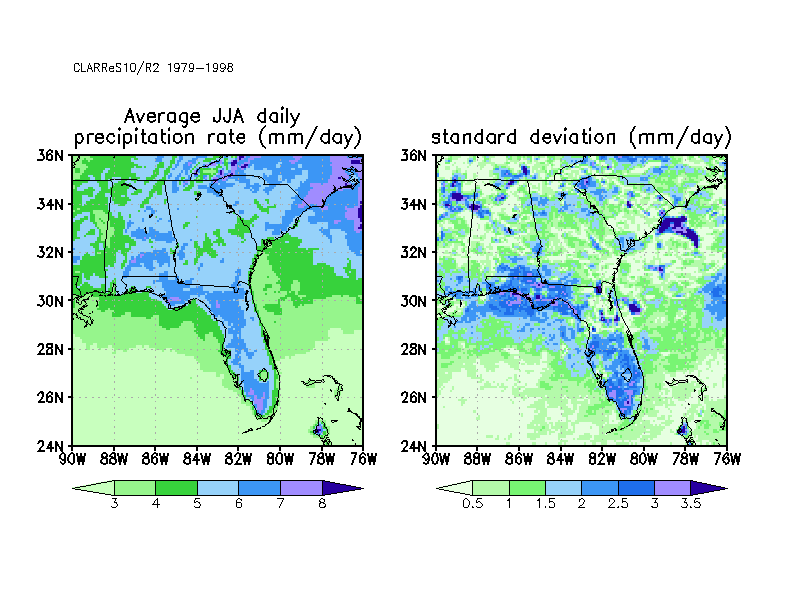 CLARReS10/R2 1979-1998
Average JJA daily
precipitation rate (mm/day)
standard deviation (mm/day)
36N
34N
32N
30N
28N
26N
24N
90W 88W 86W 84W 82W 80W 78W 76W
36N
34N
32N
30N
28N
26N
24N
90W 88W 86W 84W 82W 80W 78W 76W
3 4 5 6 7 8
0.5 1 1.5 2 2.5 3 3.5